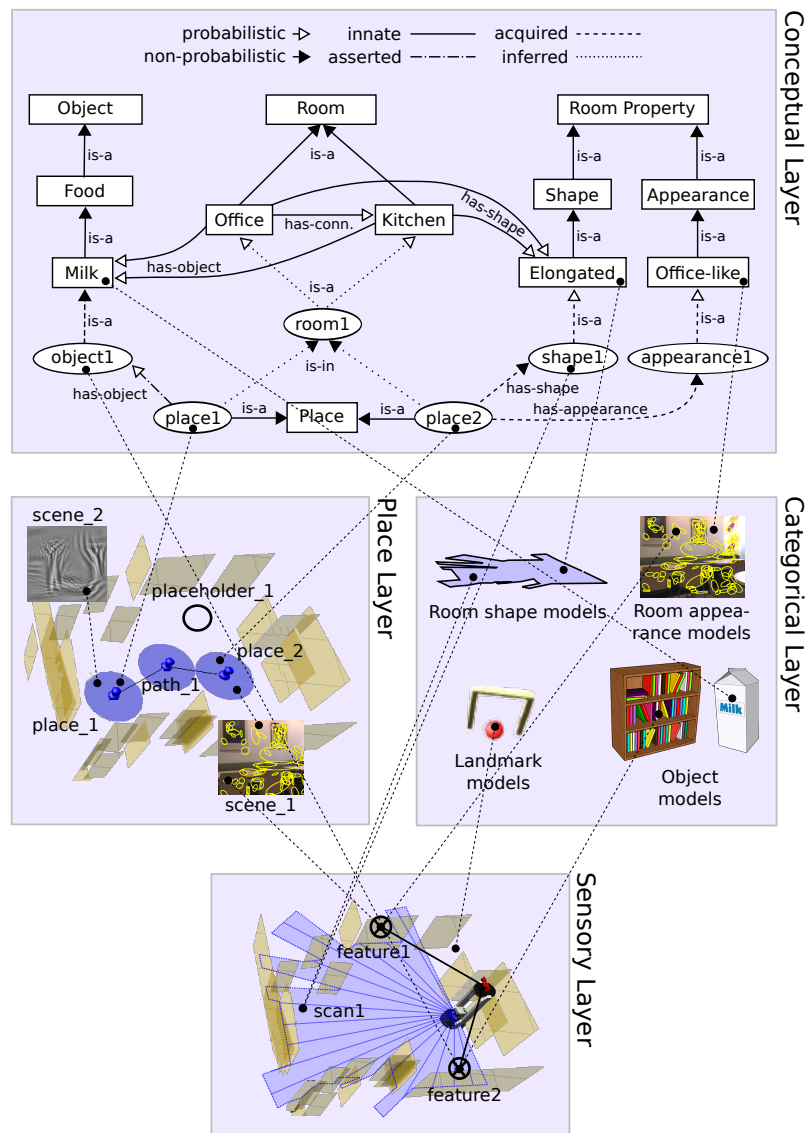 probabilistic
innate
acquired
non-probabilistic
asserted
inferred
Conceptual Layer
Object
Room
Room Property
is-a
is-a
is-a
is-a
Food
Shape
Appearance
Office
Kitchen
has-shape
has-conn.
is-a
is-a
is-a
has-object
Milk
Elongated
Office-like
is-a
is-a
is-a
is-a
room1
object1
shape1
appearance1
is-in
has-object
has-shape
place1
is-a
Place
is-a
place2
has-appearance
Place Layer
scene_2
placeholder_1
place_2
path_1
place_1
scene_1
Categorical Layer
Room shape models
Room appea-
rance models
Milk
Landmark
models
Object
models
Sensory Layer
feature1
scan1
feature2